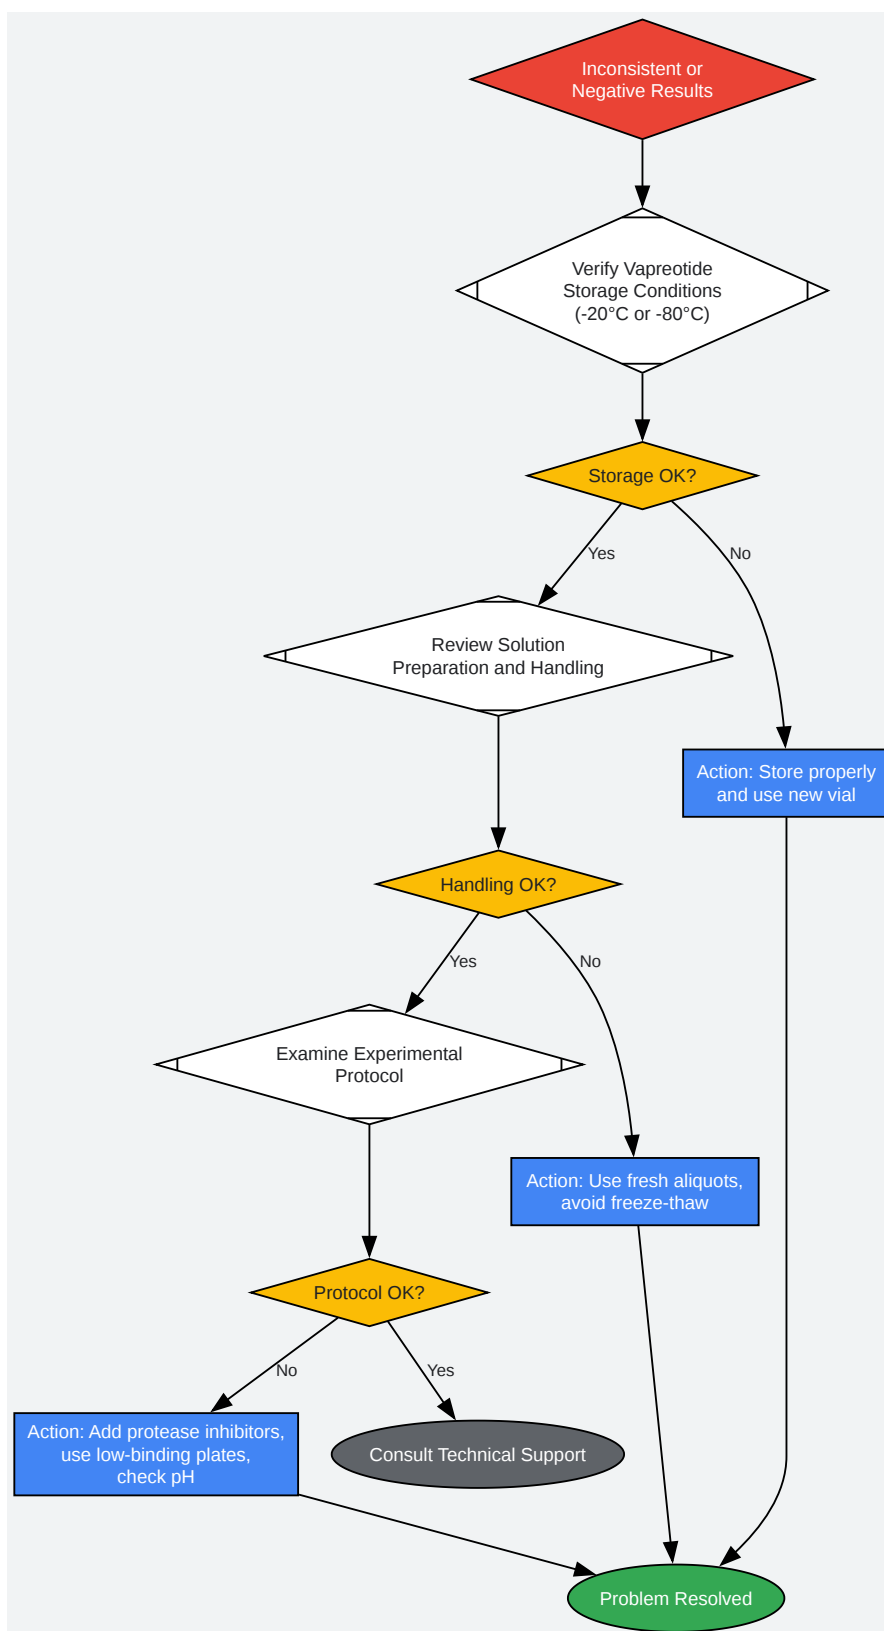 Inconsistent or
Negative Results
Verify Vapreotide
Storage Conditions
(-20°C or -80°C)
Storage OK?
Yes
No
Review Solution
Preparation and Handling
Action: Store properly
and use new vial
Handling OK?
Yes
No
Examine Experimental
Protocol
Action: Use fresh aliquots,
avoid freeze-thaw
Protocol OK?
No
Yes
Action: Add protease inhibitors,
use low-binding plates,
check pH
Consult Technical Support
Problem Resolved